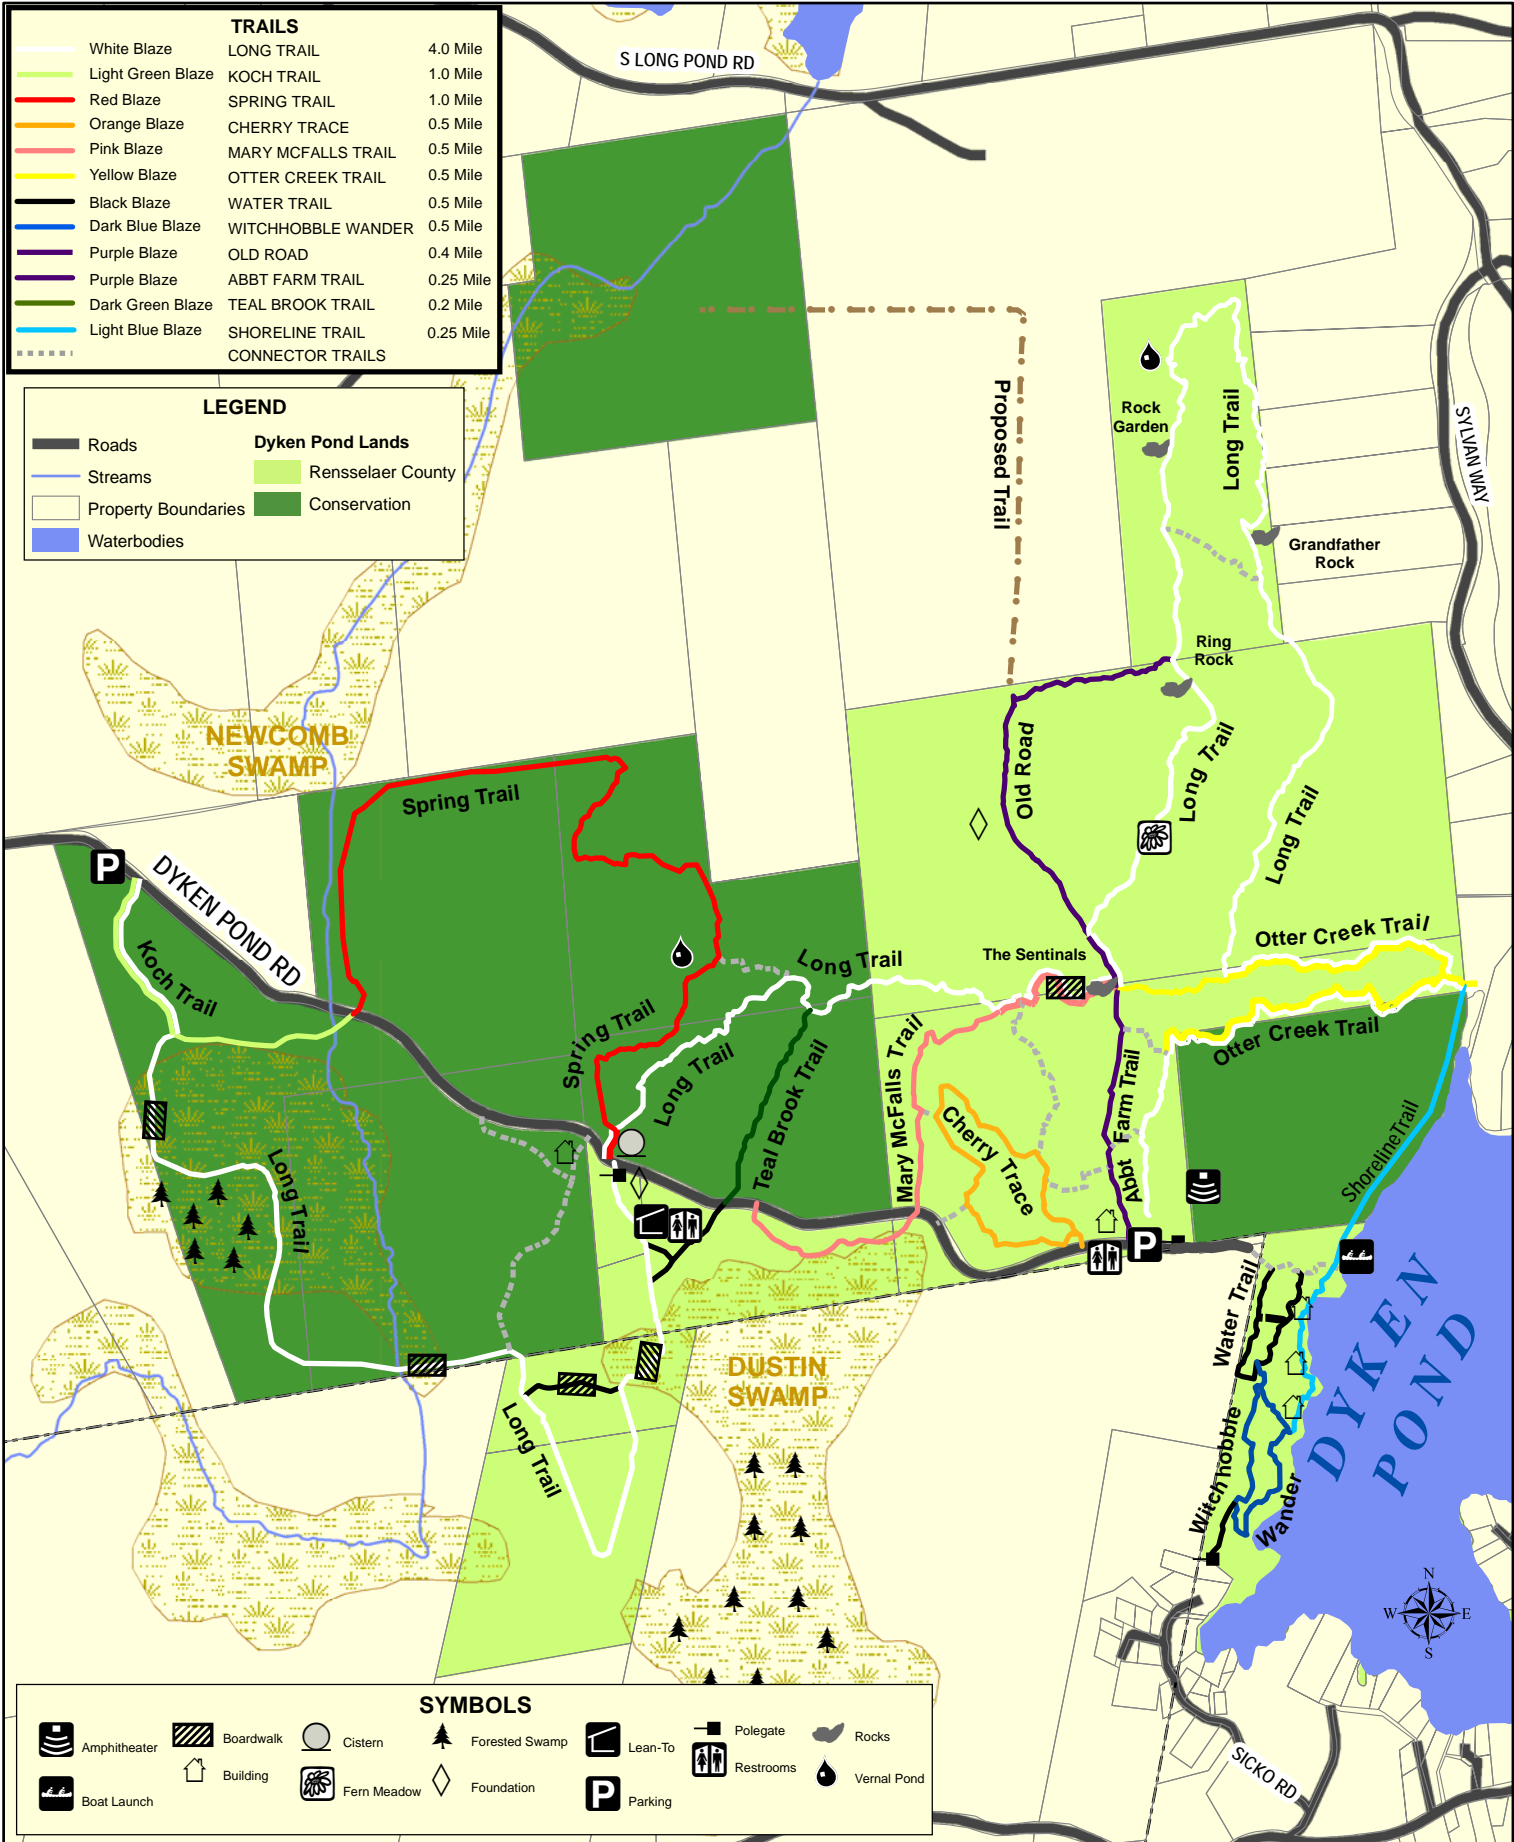 TRAILS
White Blaze LONG TRAIL 4.0 Mile
Light Green Blaze KOCH TRAIL 1.0 Mile
Red Blaze SPRING TRAIL 1.0 Mile
Orange Blaze CHERRY TRACE 0.5 Mile
Pink Blaze MARY MCFALLS TRAIL 0.5 Mile
Yellow Blaze OTTER CREEK TRAIL 0.5 Mile
Black Blaze WATER TRAIL 0.5 Mile
Dark Blue Blaze WITCHHOBBLE WANDER 0.5 Mile
Purple Blaze OLD ROAD 0.4 Mile
Purple Blaze ABBT FARM TRAIL 0.25 Mile
Dark Green Blaze TEAL BROOK TRAIL 0.2 Mile
Light Blue Blaze SHORELINE TRAIL 0.25 Mile
CONNECTOR TRAILS
S LONG POND RD
LEGEND
Roads
Streams
Property Boundaries
Waterbodies
Dyken Pond Lands
Rensselaer County
Conservation
Proposed Trail
Rock
Garden
Long Trail
SYLVAN WAY
Grandfather
Rock
Ring
Rock
NEWCOMB
SWAMP
Spring Trail
Old Road
Long Trail
Long Trail
P
DYKEN POND RD
Koch Trail
Otter Creek Trail
The Sentinals
Long Trail
Spring Trail
Long Trail
Teal Brook Trail
Mary McFalls Trail
Cherry Trace
Abbt Farm Trail
Otter Creek Trail
Shoreline Trail
Long Trail
P
Water Trail
DYKEN
POND
DUSTIN
SWAMP
Long Trail
Witchhobble
Wander
N
W E
S
SICKO RD
SYMBOLS
Amphitheater
Boat Launch
Boardwalk
Building
Cistern
Fern Meadow
Forested Swamp
Foundation
Lean-To
P Parking
Polegate
Restrooms
Rocks
Vernal Pond